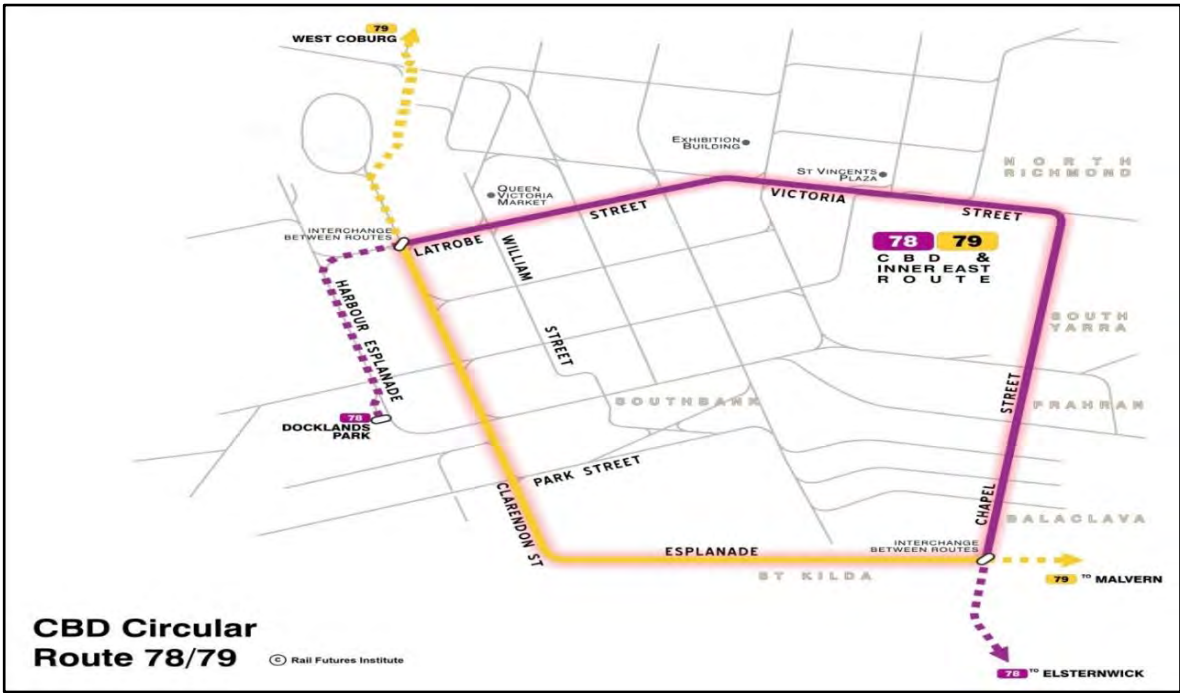 79
WEST COBURG
EXHIBITION
BUILDING
ST VINCENTS
PLAZA
NORTH
RICHMOND
QUEEN
VICTORIA
MARKET
VICTORIA
STREET
STREET
INTERCHANGE
BETWEEN ROUTES
LATROBE
WILLIAM
STREET
78 79
CBD &
INNER EAST
ROUTE
HARBOUR ESPLANADE
SOUTH
YARRA
STREET
CHAPEL
SOUTHBANK
PRAHRAN
78
DOCKLANDS
PARK
PARK STREET
CLARENDON ST
BALACLAVA
INTERCHANGE
BETWEEN ROUTES
ESPLANADE
ST KILDA
79 TO MALVERN
78 TO ELSTERNWICK
CBD Circular
Route 78/79
© Rail Futures Institute